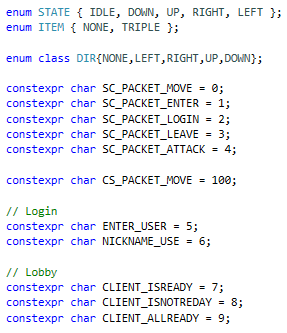 enum STATE { IDLE, DOWN, UP, RIGHT, LEFT };
enum ITEM { NONE, TRIPLE };
enum class DIR{NONE,LEFT,RIGHT,UP,DOWN};
constexpr char SC_PACKET_MOVE = 0;
constexpr char SC_PACKET_ENTER = 1;
constexpr char SC_PACKET_LOGIN = 2;
constexpr char SC_PACKET_LEAVE = 3;
constexpr char SC_PACKET_ATTACK = 4;
constexpr char CS_PACKET_MOVE = 100;
// Login
constexpr char ENTER_USER = 5;
constexpr char NICKNAME_USE = 6;
// Lobby
constexpr char CLIENT_ISREADY = 7;
constexpr char CLIENT_ISNOTREDAY = 8;
constexpr char CLIENT_ALLREADY = 9;